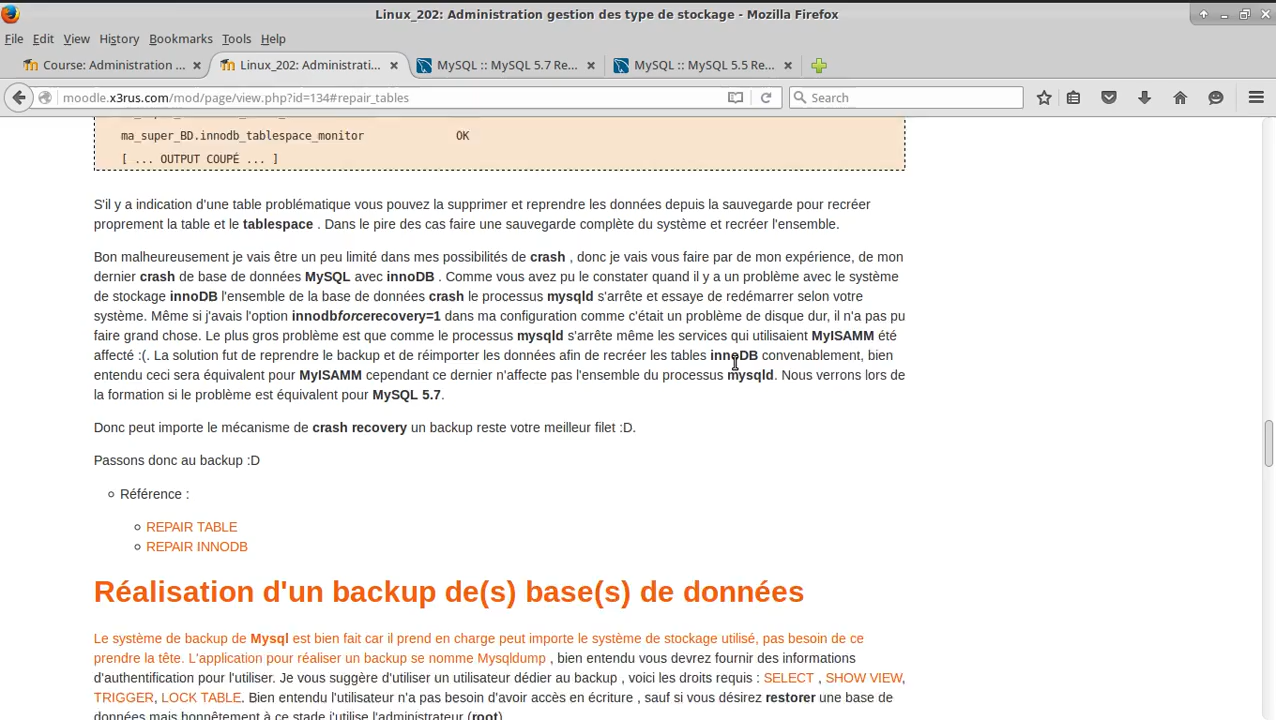 Linux_202: Administration gestion des type de stockage - Mozilla Firefox
File Edit View History Bookmarks Tools Help
Course: Administration ... Linux_202: Administrati... MySQL :: MySQL 5.7 Re... MySQL :: MySQL 5.5 Re...
moodle.x3rus.com/mod/page/view.php?id=134#repair_tables Search
ma_super_BD.innodb_tablespace_monitor OK
[ ... OUTPUT COUPÉ ... ]
S'il y a indication d'une table problématique vous pouvez la supprimer et reprendre les données depuis la sauvegarde pour recréer
proprement la table et le tablespace . Dans le pire des cas faire une sauvegarde complète du système et recréer l'ensemble.
Bon malheureusement je vais être un peu limité dans mes possibilités de crash , donc je vais vous faire par de mon expérience, de mon
dernier crash de base de données MySQL avec innoDB . Comme vous avez pu le constater quand il y a un problème avec le système
de stockage innoDB l'ensemble de la base de données crash le processus mysqld s'arrête et essaye de redémarrer selon votre
système. Même si j'avais l'option innodbforcerecovery=1 dans ma configuration comme c'était un problème de disque dur, il n'a pas pu
faire grand chose. Le plus gros problème est que comme le processus mysqld s'arrête même les services qui utilisaient MyISAMM été
affecté :(. La solution fut de reprendre le backup et de réimporter les données afin de recréer les tables innoDB convenablement, bien
entendu ceci sera équivalent pour MyISAMM cependant ce dernier n'affecte pas l'ensemble du processus mysqld. Nous verrons lors de
la formation si le problème est équivalent pour MySQL 5.7.
Donc peut importe le mécanisme de crash recovery un backup reste votre meilleur filet :D.
Passons donc au backup :D
Référence :
REPAIR TABLE
REPAIR INNODB
Réalisation d'un backup de(s) base(s) de données
Le système de backup de Mysql est bien fait car il prend en charge peut importe le système de stockage utilisé, pas besoin de ce
prendre la tête. L'application pour réaliser un backup se nomme Mysqldump , bien entendu vous devrez fournir des informations
d'authentification pour l'utiliser. Je vous suggère d'utiliser un utilisateur dédier au backup , voici les droits requis : SELECT , SHOW VIEW,
TRIGGER, LOCK TABLE. Bien entendu l'utilisateur n'a pas besoin d'avoir accès en écriture , sauf si vous désirez restorer une base de
données mais honnêtement à ce stade j'utilise l'administrateur (root)